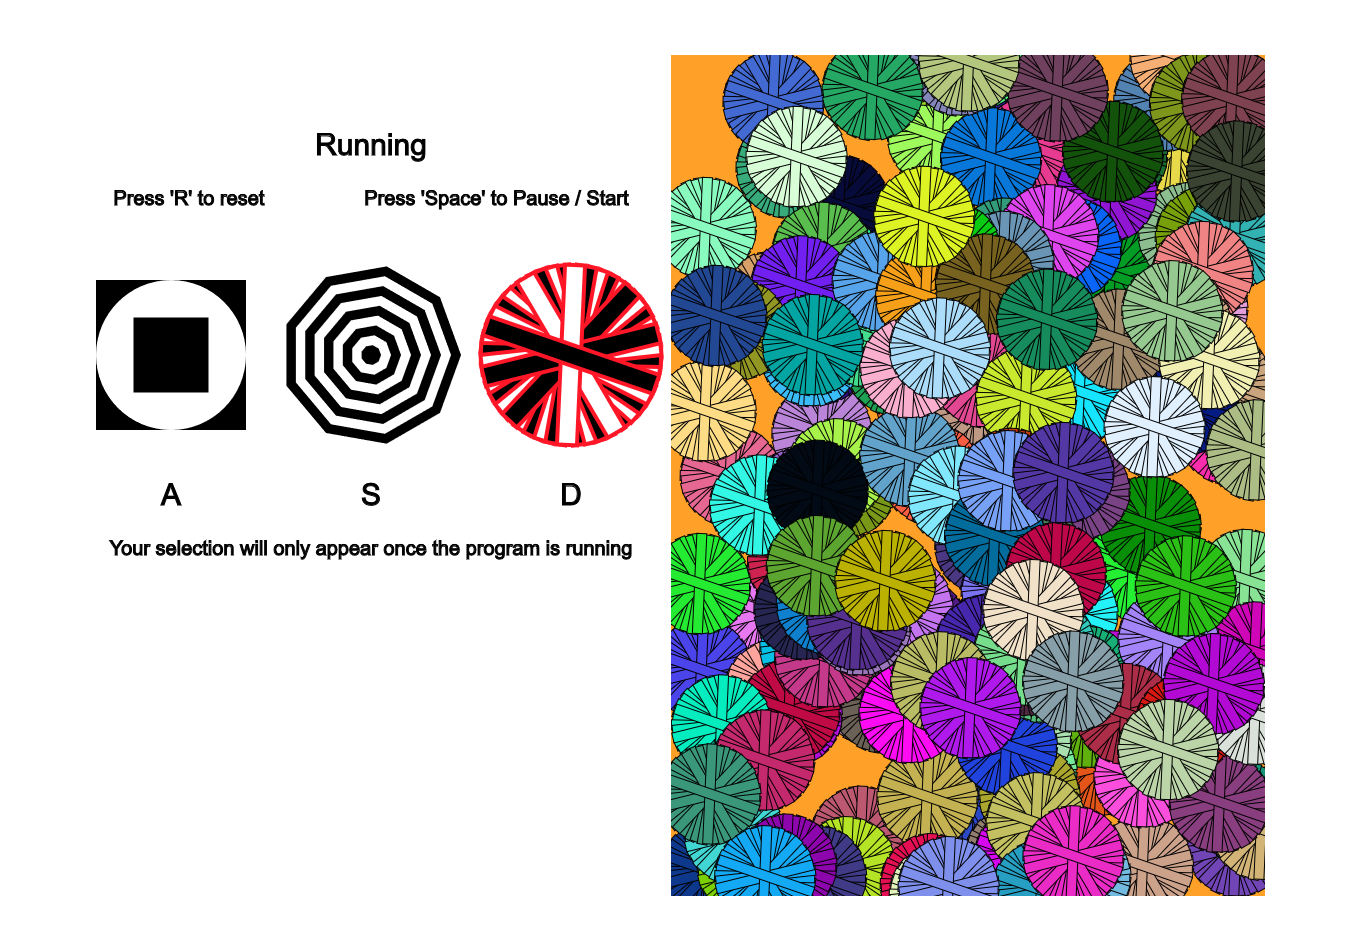 Running
Press 'R' to reset Press 'Space' to Pause / Start
A S D
Your selection will only appear once the program is running